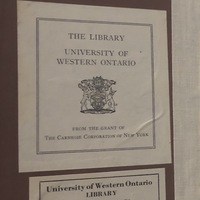 THE LIBRARY
UNIVERSITY OF
WESTERN ONTARIO
FROM THE GRANT OF
THE CARNEGIE CORPORATION OF NEW YORK
University of Western Ontario
LIBRARY